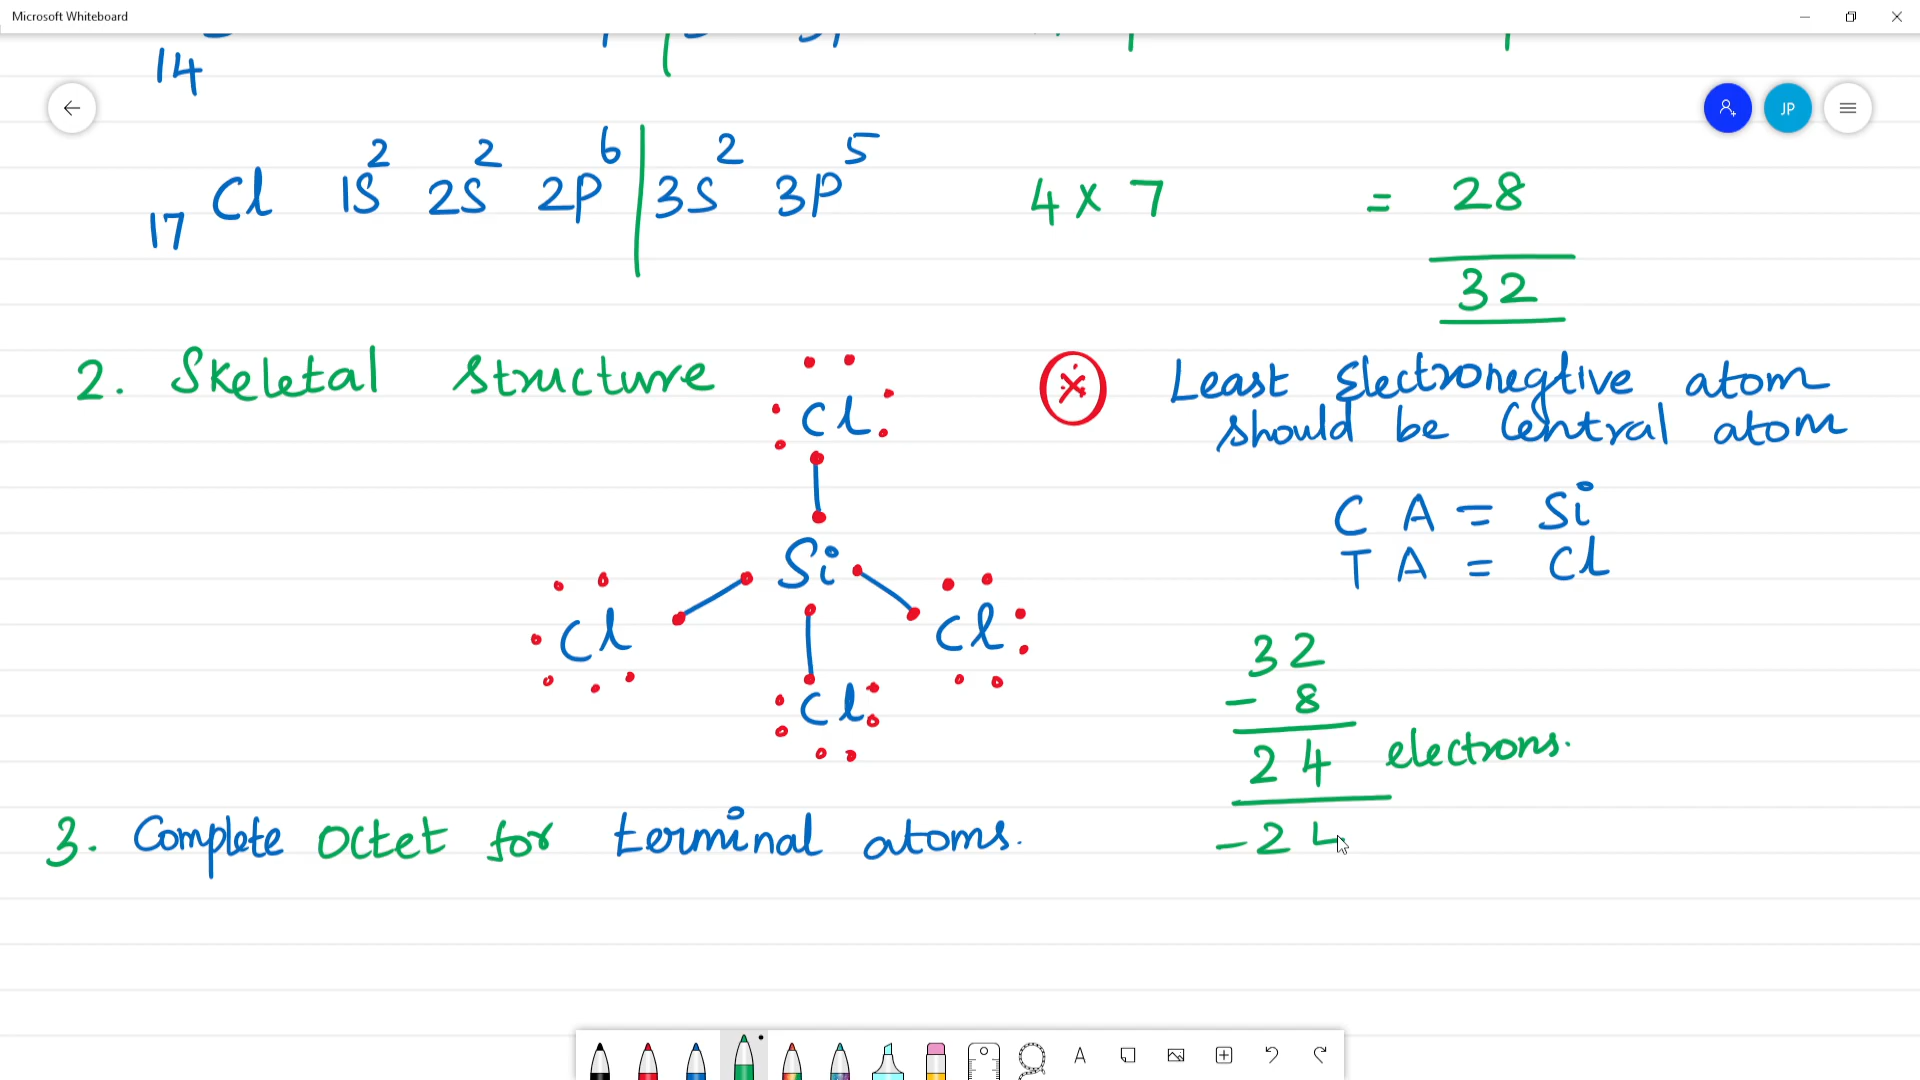 Microsoft Whiteboard
14
JP
17 Cl 1S² 2S² 2P⁶ | 3S² 3P⁵ 4 x 7 = 28
32
2. Skeletal structure
Least Electronegtive atom
should be Central atom
C A = Si
T A = Cl
Cl
Si
Cl Cl
Cl
32
- 8
24 electrons.
- 24
3. Complete Octet for terminal atoms.
A